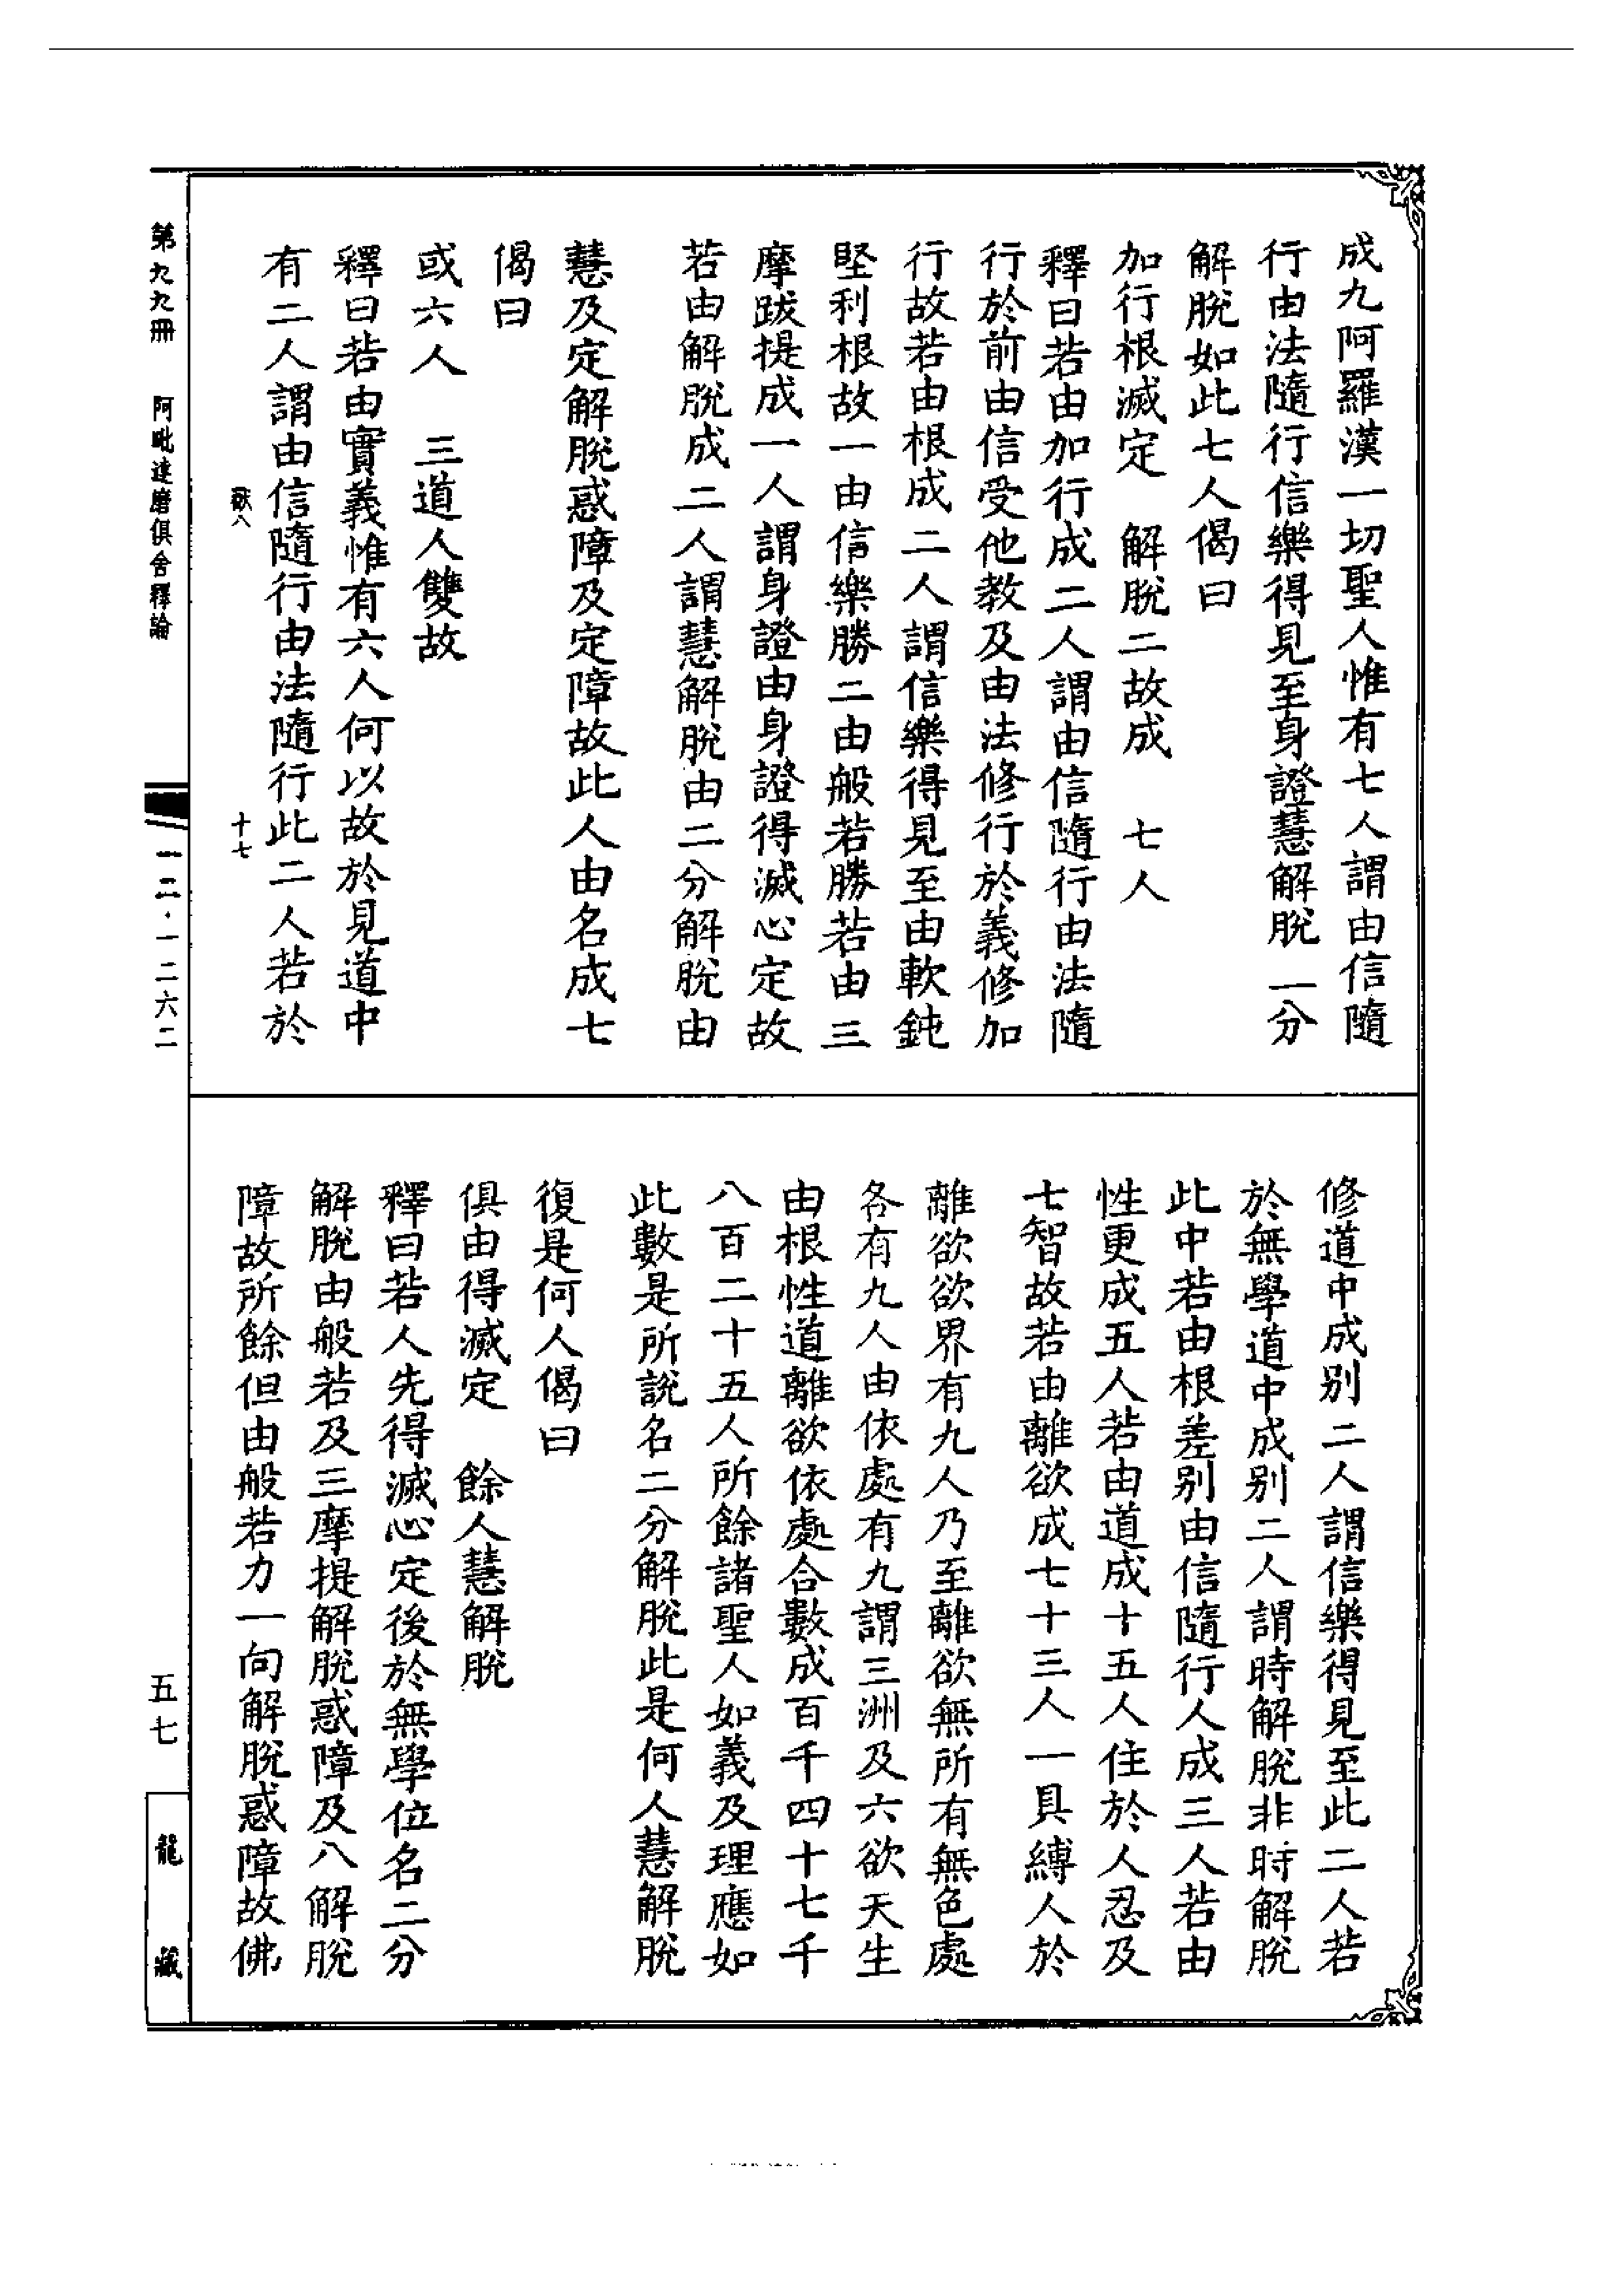 成九阿羅漢一切聖人惟有七人謂由信隨
行由法隨行信樂得見至身證慧解脫一分
解脫如此七人偈曰
加行根滅定　解脫二故成　七人
釋曰若由加行成二人謂由信隨行由法隨
行於前由信受他教及由法修行於義修加
行故若由根成二人謂信樂得見至由軟鈍
堅利根故一由信樂勝二由般若勝若由三
摩跋提成一人謂身證由身證得滅心定故
若由解脫成二人謂慧解脫由二分解脫由
慧及定解脫惑障及定障故此人由名成七
偈曰
或六人　三道人雙故
釋曰若由實義惟有六人何以故於見道中
有二人謂由信隨行由法隨行此二人若於
十七
修道中成別二人謂信樂得見至此二人若
於無學道中成別二人謂時解脫非時解脫
此中若由根差別由信隨行人成三人若由
性更成五人若由道成十五人住於人忍及
七智故若由離欲成七十三人一具縛人於
離欲欲界有九人乃至離欲無所有無色處
各有九人由依處有九謂三洲及六欲天生
由根性道離欲依處合數成百千四十七千
八百二十五人所餘諸聖人如義及理應如
此數是所說名二分解脫此是何人慧解脫
復是何人偈曰
俱由得滅定　餘人慧解脫
釋曰若人先得滅心定後於無學位名二分
解脫由般若及三摩提解脫惑障及八解脫
障故所餘但由般若力一向解脫惑障故佛
第九九冊　阿毗達磨俱舍釋論
一二·一二六二
五七
龍藏